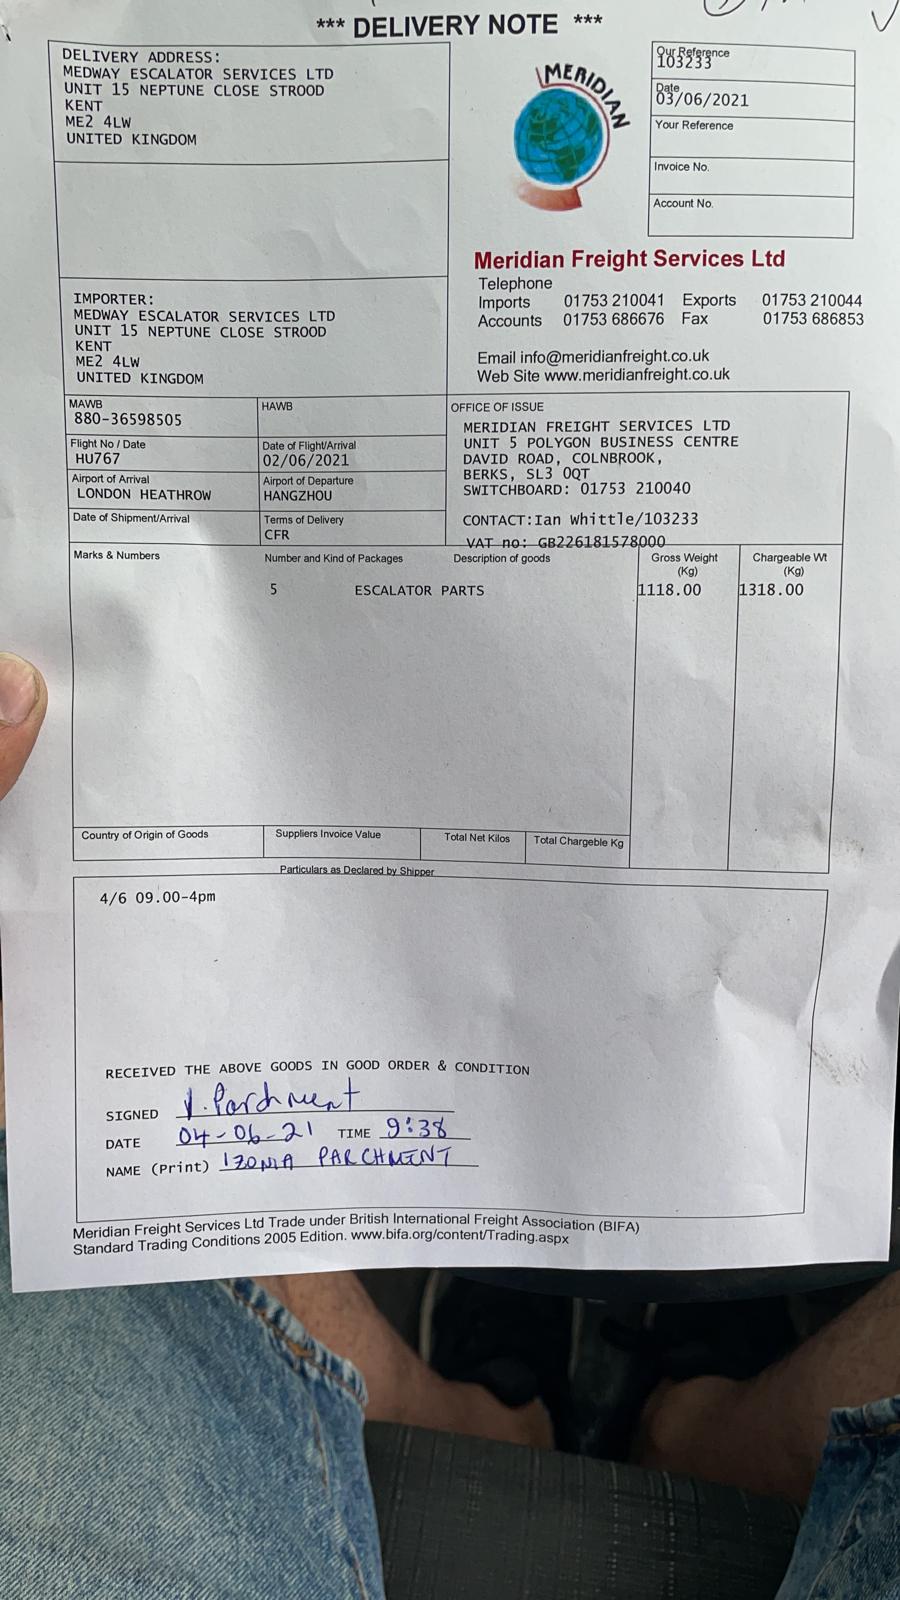 *** DELIVERY NOTE ***
DELIVERY ADDRESS:
MEDWAY ESCALATOR SERVICES LTD
UNIT 15 NEPTUNE CLOSE STROOD
KENT
ME2 4LW
UNITED KINGDOM
MERIDIAN
Our Reference
103233
Date
03/06/2021
Your Reference
Invoice No.
Account No.
Meridian Freight Services Ltd
Telephone
Imports 01753 210041 Exports 01753 210044
Accounts 01753 686676 Fax 01753 686853
Email info@meridianfreight.co.uk
Web Site www.meridianfreight.co.uk
IMPORTER:
MEDWAY ESCALATOR SERVICES LTD
UNIT 15 NEPTUNE CLOSE STROOD
KENT
ME2 4LW
UNITED KINGDOM
MAWB
880-36598505
HAWB
Flight No / Date
HU767
Date of Flight/Arrival
02/06/2021
Airport of Arrival
LONDON HEATHROW
Airport of Departure
HANGZHOU
Date of Shipment/Arrival
Terms of Delivery
CFR
OFFICE OF ISSUE
MERIDIAN FREIGHT SERVICES LTD
UNIT 5 POLYGON BUSINESS CENTRE
DAVID ROAD, COLNBROOK,
BERKS, SL3 0QT
SWITCHBOARD: 01753 210040
CONTACT:Ian Whittle/103233
VAT no: GB226181578000
Marks & Numbers Number and Kind of Packages Description of goods Gross Weight (Kg) Chargeable Wt (Kg)
5 ESCALATOR PARTS 1118.00 1318.00
Country of Origin of Goods Suppliers Invoice Value Total Net Kilos Total Chargeble Kg
Particulars as Declared by Shipper
4/6 09.00-4pm
RECEIVED THE ABOVE GOODS IN GOOD ORDER & CONDITION
SIGNED I. Parchment
DATE 04-06-21 TIME 9:38
NAME (Print) IZONIA PARCHMENT
Meridian Freight Services Ltd Trade under British International Freight Association (BIFA)
Standard Trading Conditions 2005 Edition. www.bifa.org/content/Trading.aspx